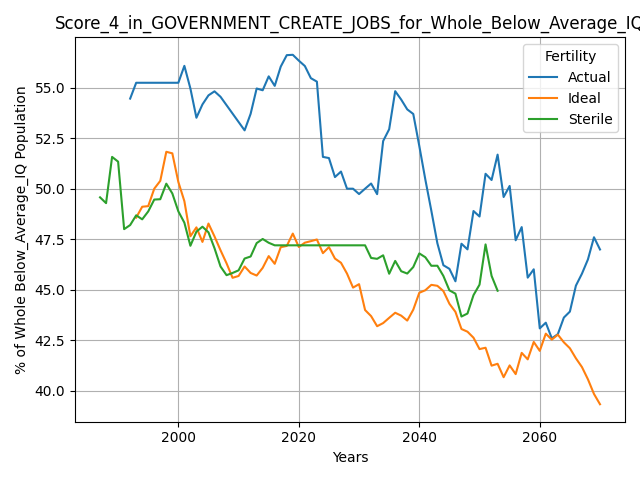 Score_4_in_GOVERNMENT_CREATE_JOBS_for_Whole_Below_Average_IQ
Fertility
Actual
Ideal
Sterile
% of Whole Below_Average_IQ Population
55.0
52.5
50.0
47.5
45.0
42.5
40.0
2000
2020
2040
2060
Years